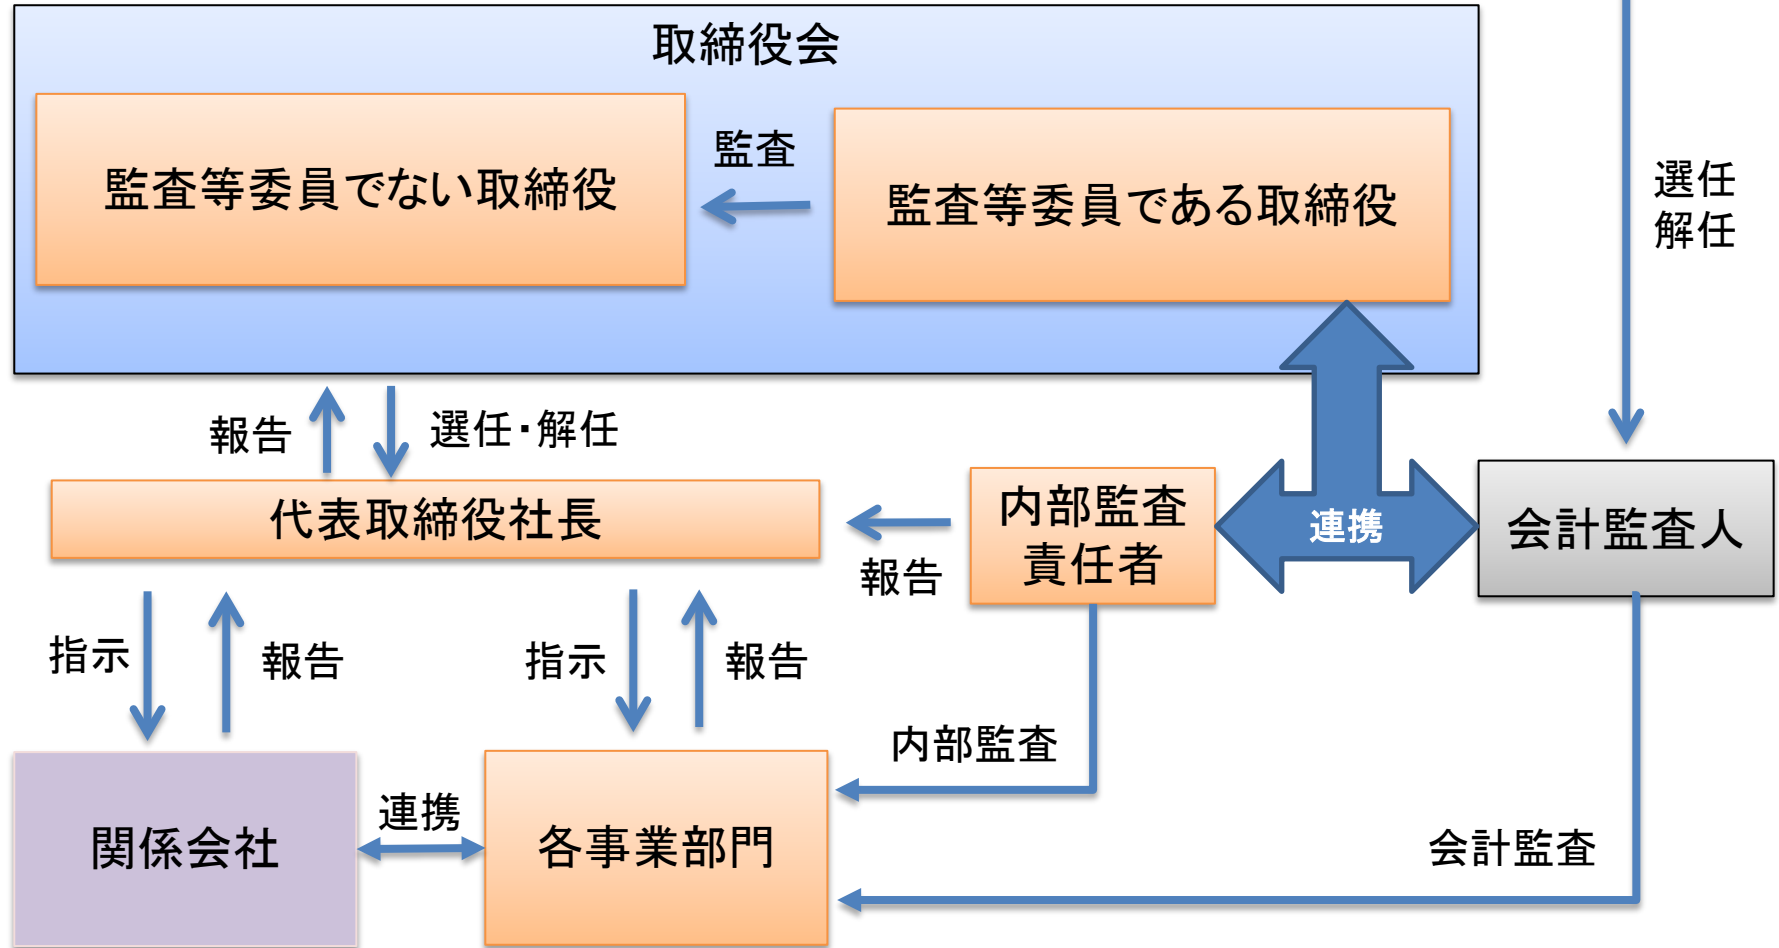 取締役会
監査等委員でない取締役
監査
監査等委員である取締役
選任
解任
報告
選任・解任
代表取締役社長
報告
内部監査
責任者
連携
会計監査人
指示
報告
指示
報告
内部監査
関係会社
連携
各事業部門
会計監査